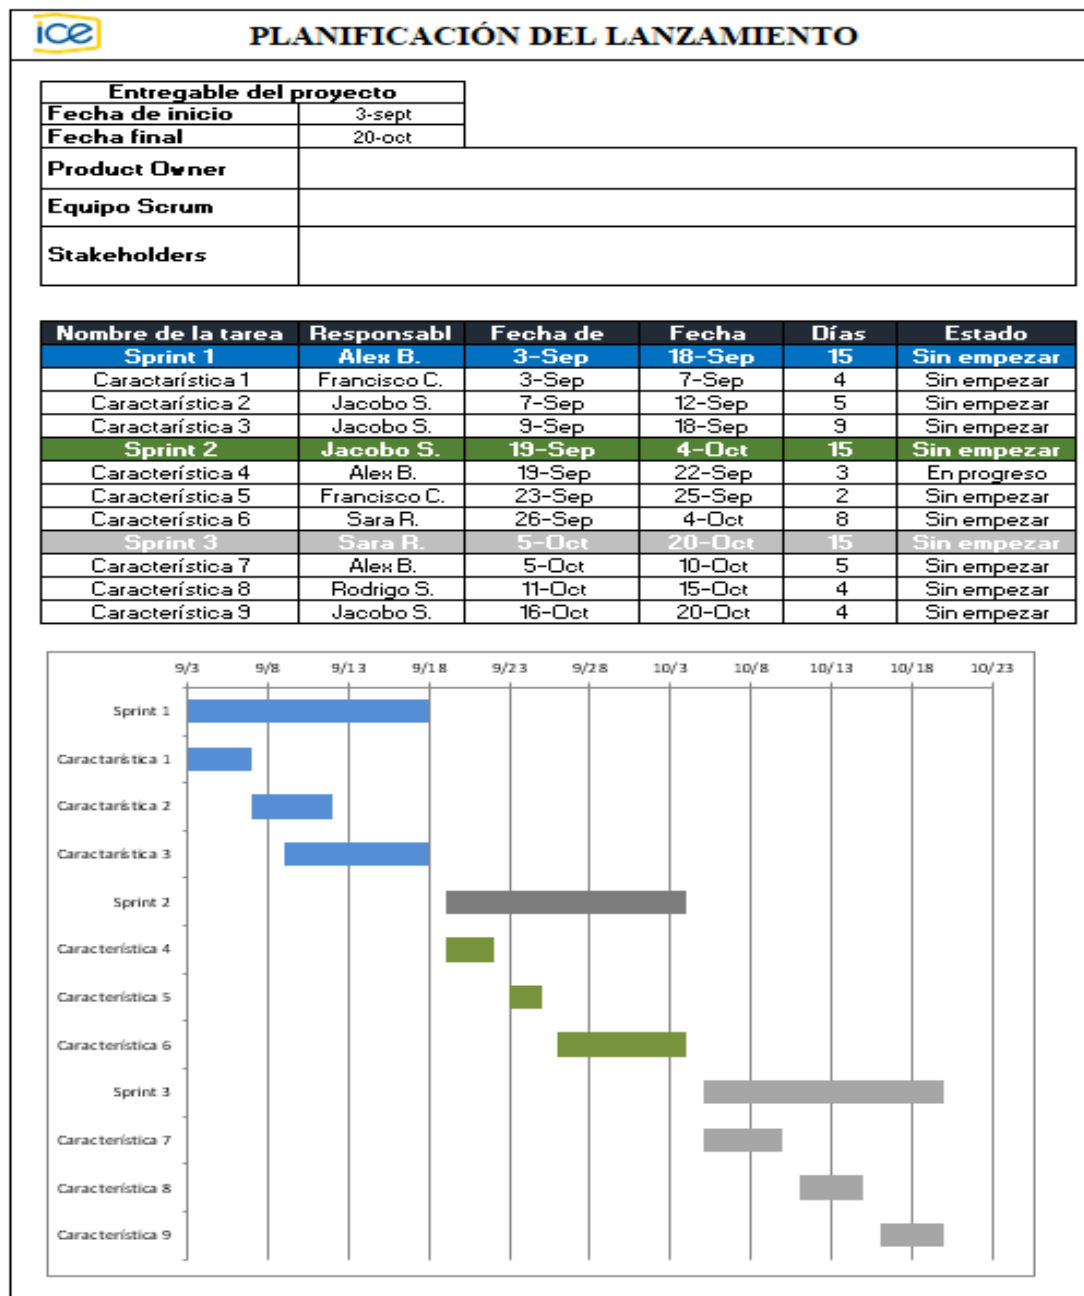 ice
PLANIFICACIÓN DEL LANZAMIENTO
Entregable del proyecto
Fecha de inicio 3-sept
Fecha final 20-oct
Product Owner
Equipo Scrum
Stakeholders
Nombre de la tarea Responsabl Fecha de Fecha Días Estado
Sprint 1 Alex B. 3-Sep 18-Sep 15 Sin empezar
Caractarística 1 Francisco C. 3-Sep 7-Sep 4 Sin empezar
Caractarística 2 Jacobo S. 7-Sep 12-Sep 5 Sin empezar
Caractarística 3 Jacobo S. 9-Sep 18-Sep 9 Sin empezar
Sprint 2 Jacobo S. 19-Sep 4-Oct 15 Sin empezar
Característica 4 Alex B. 19-Sep 22-Sep 3 En progreso
Característica 5 Francisco C. 23-Sep 25-Sep 2 Sin empezar
Característica 6 Sara R. 26-Sep 4-Oct 8 Sin empezar
Sprint 3 Sara R. 5-Oct 20-Oct 15 Sin empezar
Característica 7 Alex B. 5-Oct 10-Oct 5 Sin empezar
Característica 8 Rodrigo S. 11-Oct 15-Oct 4 Sin empezar
Característica 9 Jacobo S. 16-Oct 20-Oct 4 Sin empezar
9/3 9/8 9/13 9/18 9/23 9/28 10/3 10/8 10/13 10/18 10/23
Sprint 1
Caractarística 1
Caractarística 2
Caractarística 3
Sprint 2
Característica 4
Característica 5
Característica 6
Sprint 3
Característica 7
Característica 8
Característica 9